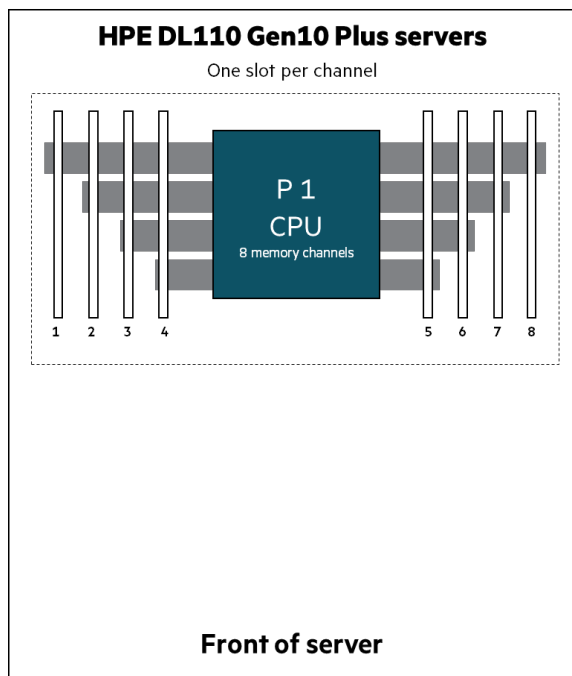 HPE DL110 Gen10 Plus servers
One slot per channel
P 1
CPU
8 memory channels
1 2 3 4 5 6 7 8
Front of server